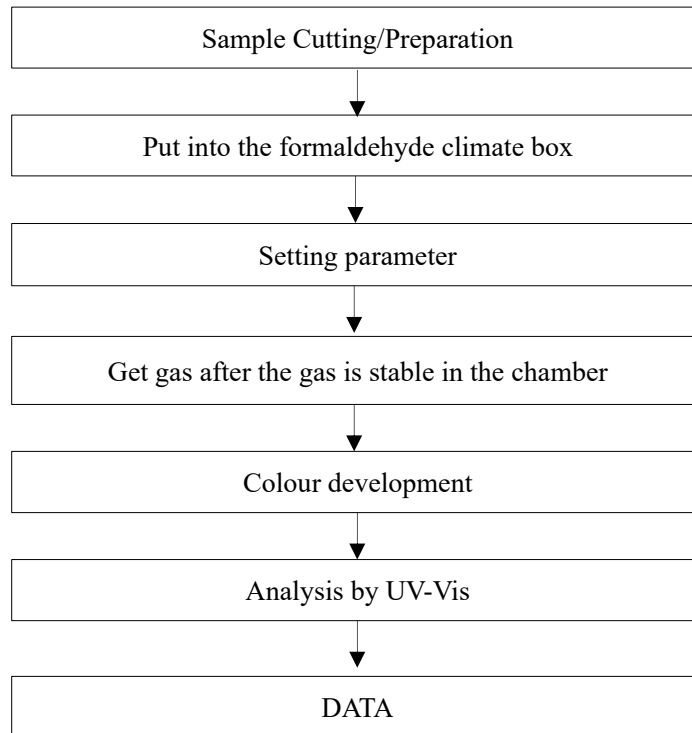 Sample Cutting/Preparation
Put into the formaldehyde climate box
Setting parameter
Get gas after the gas is stable in the chamber
Colour development
Analysis by UV-Vis
DATA